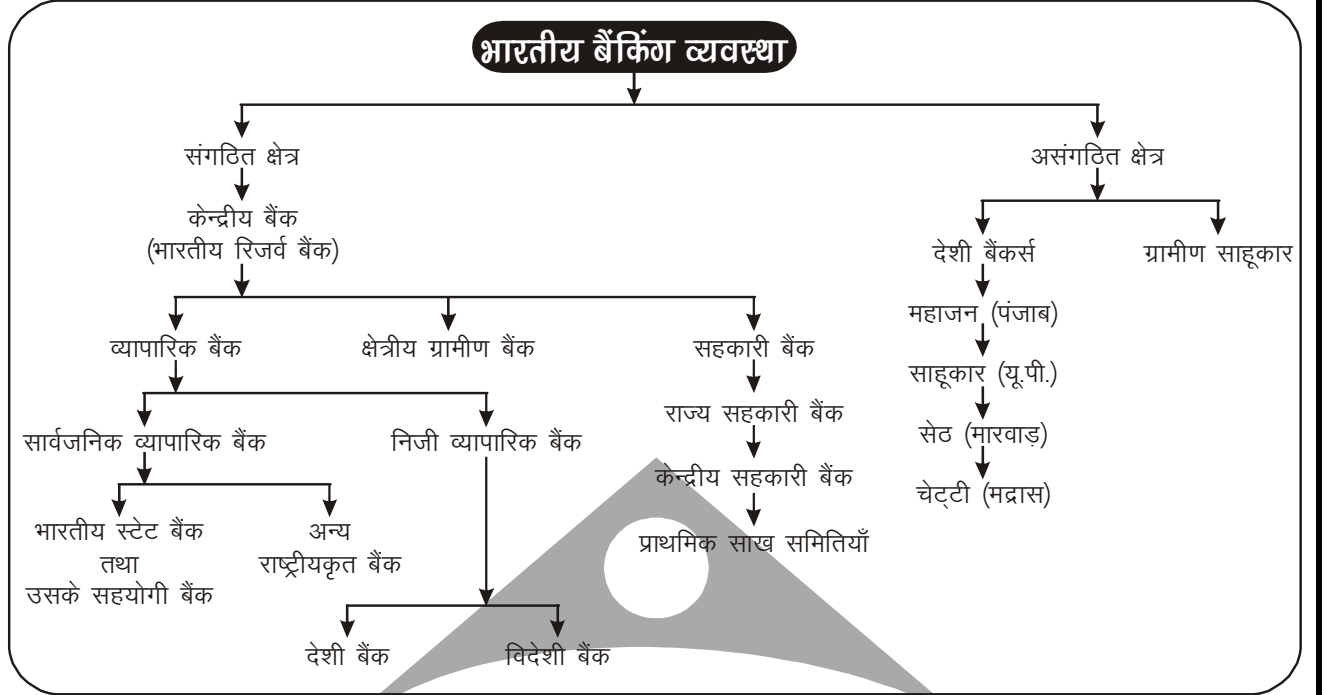 भारतीय बैंकिंग व्यवस्था
संगठित क्षेत्र
असंगठित क्षेत्र
केन्द्रीय बैंक
(भारतीय रिजर्व बैंक)
देशी बैंकर्स
ग्रामीण साहूकार
महाजन (पंजाब)
व्यापारिक बैंक
क्षेत्रीय ग्रामीण बैंक
सहकारी बैंक
साहूकार (यू.पी.)
राज्य सहकारी बैंक
सार्वजनिक व्यापारिक बैंक
निजी व्यापारिक बैंक
सेठ (मारवाड़)
केन्द्रीय सहकारी बैंक
चेट्टी (मद्रास)
भारतीय स्टेट बैंक
तथा
उसके सहयोगी बैंक
अन्य
राष्ट्रीयकृत बैंक
प्राथमिक साख समितियाँ
देशी बैंक
विदेशी बैंक